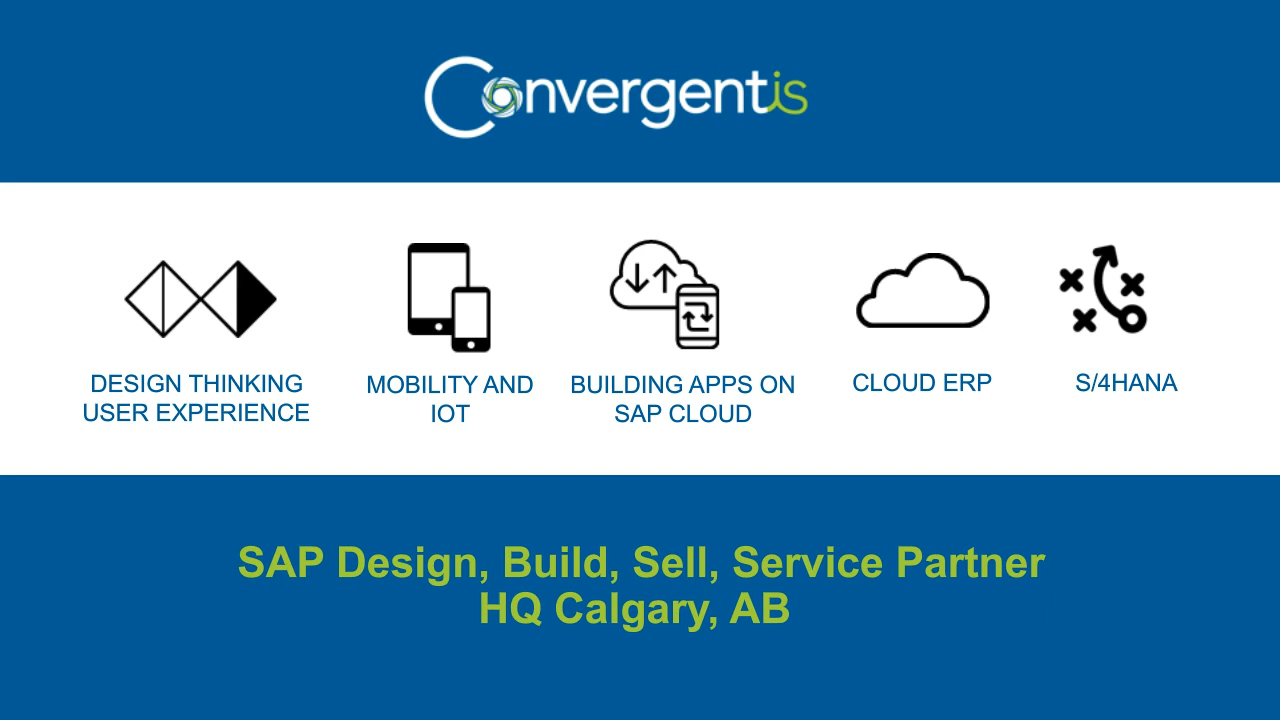 Convergentis
DESIGN THINKING
USER EXPERIENCE
MOBILITY AND
IOT
BUILDING APPS ON
SAP CLOUD
CLOUD ERP
S/4HANA
SAP Design, Build, Sell, Service Partner
HQ Calgary, AB